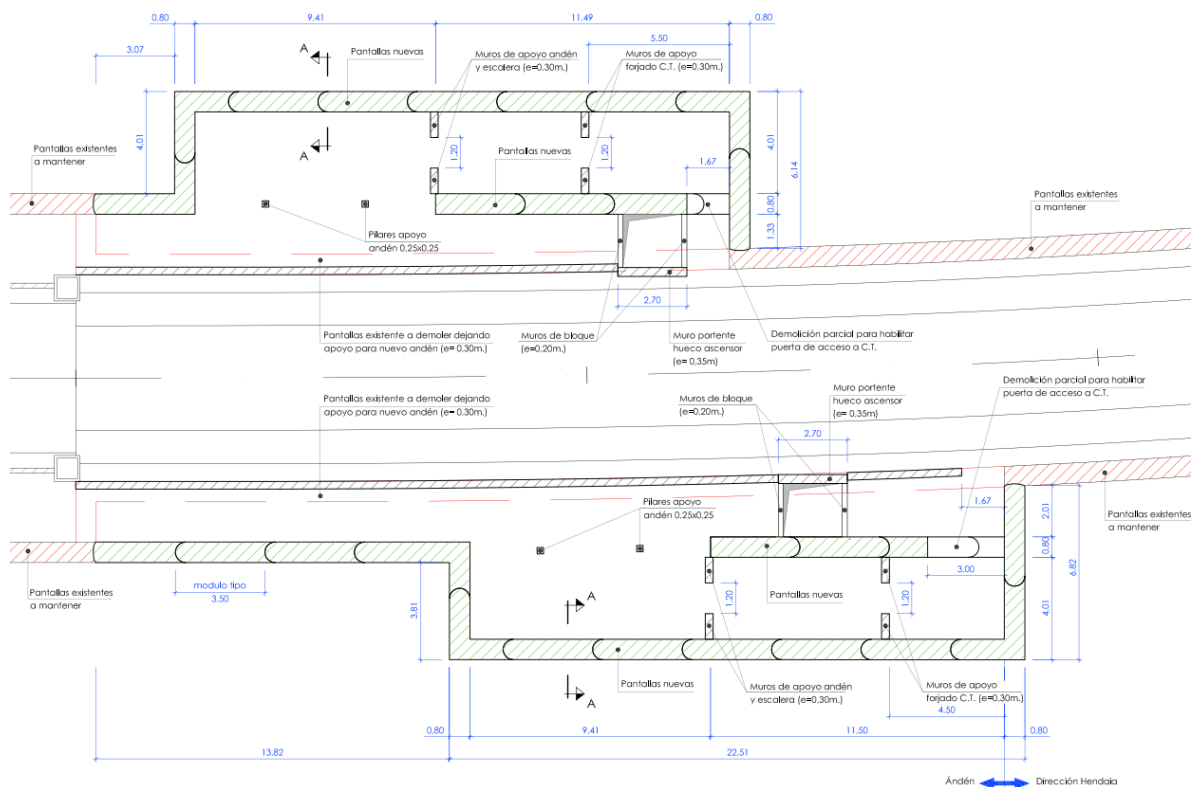 0.80
9.41
11.49
0.80
3.07
5.50
A
Pantallas nuevas
Muros de apoyo andén
y escalera (e=0.30m.)
Muros de apoyo
forjado C.T. (e=0.30m.)
4.01
A
1.20
1.20
4.01
6.14
Pantallas existentes
a mantener
Pantallas nuevas
1.67
0.80
Pantallas existentes
a mantener
1.33
Pilares apoyo
andén 0,25x0,25
2.70
Pantallas existente a demoler dejando
apoyo para nuevo andén (e= 0.30m.)
Muros de bloque
(e=0.20m.)
Muro portente
hueco ascensor
(e= 0.35m)
Demolición parcial para habilitar
puerta de acceso a C.T.
Pantallas existente a demoler dejando
apoyo para nuevo andén (e= 0.30m.)
Muros de bloque
(e=0.20m.)
Muro portente
hueco ascensor
(e= 0,35m)
Demolición parcial para habilitar
puerta de acceso a C.T.
2.70
Pilares apoyo
andén 0,25x0,25
1.67
2.01
Pantallas existentes
a mantener
0.80
6.82
modulo tipo
3.50
Pantallas existentes
a mantener
3.81
A
1.20
Pantallas nuevas
1.20
3.00
4.01
A
Pantallas nuevas
Muros de apoyo andén
y escalera (e=0.30m.)
Muros de apoyo
forjado C.T. (e=0.30m.)
4.50
0.80
9.41
11.50
0.80
13.82
22.51
Ándén
Dirección Hendaia